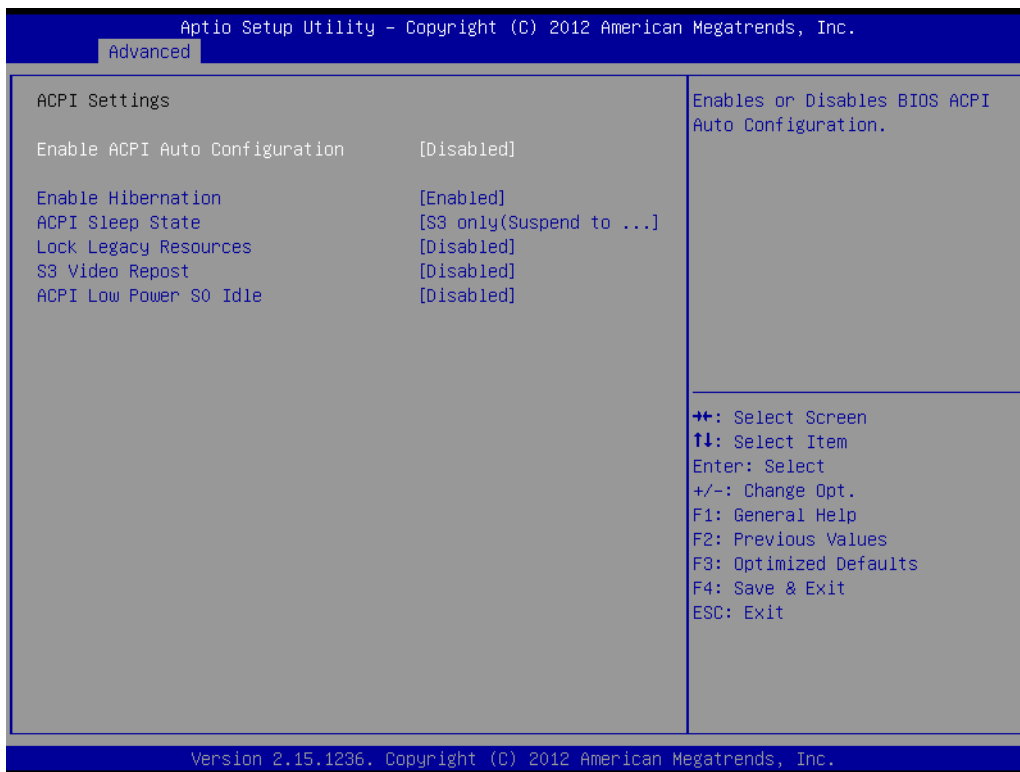 Aptio Setup Utility – Copyright (C) 2012 American Megatrends, Inc.
Advanced
ACPI Settings
Enable ACPI Auto Configuration [Disabled]
Enable Hibernation [Enabled]
ACPI Sleep State [S3 only(Suspend to ...]
Lock Legacy Resources [Disabled]
S3 Video Repost [Disabled]
ACPI Low Power S0 Idle [Disabled]
Enables or Disables BIOS ACPI
Auto Configuration.
→←: Select Screen
↑↓: Select Item
Enter: Select
+/-: Change Opt.
F1: General Help
F2: Previous Values
F3: Optimized Defaults
F4: Save & Exit
ESC: Exit
Version 2.15.1236. Copyright (C) 2012 American Megatrends, Inc.